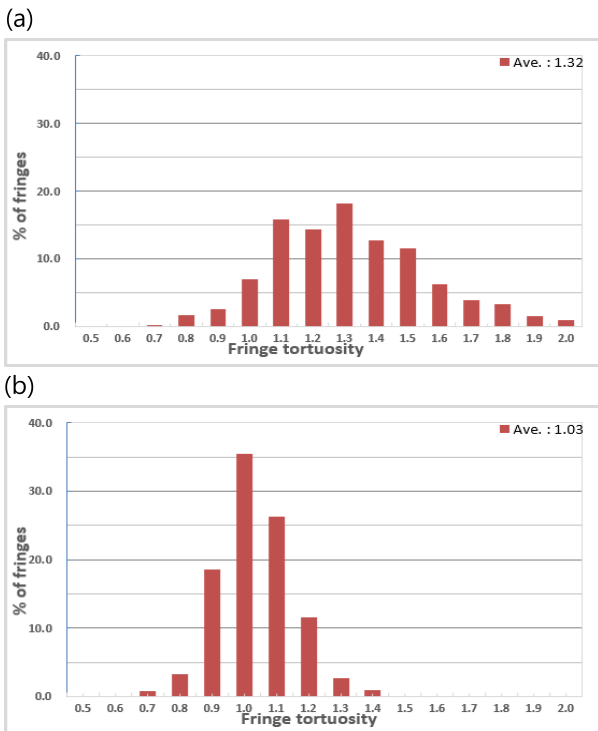 (a)
Ave. : 1.32
40.0
30.0
20.0
10.0
0.0
% of fringes
0.5 0.6 0.7 0.8 0.9 1.0 1.1 1.2 1.3 1.4 1.5 1.6 1.7 1.8 1.9 2.0
Fringe tortuosity
(b)
Ave. : 1.03
40.0
30.0
20.0
10.0
0.0
% of fringes
0.5 0.6 0.7 0.8 0.9 1.0 1.1 1.2 1.3 1.4 1.5 1.6 1.7 1.8 1.9 2.0
Fringe tortuosity